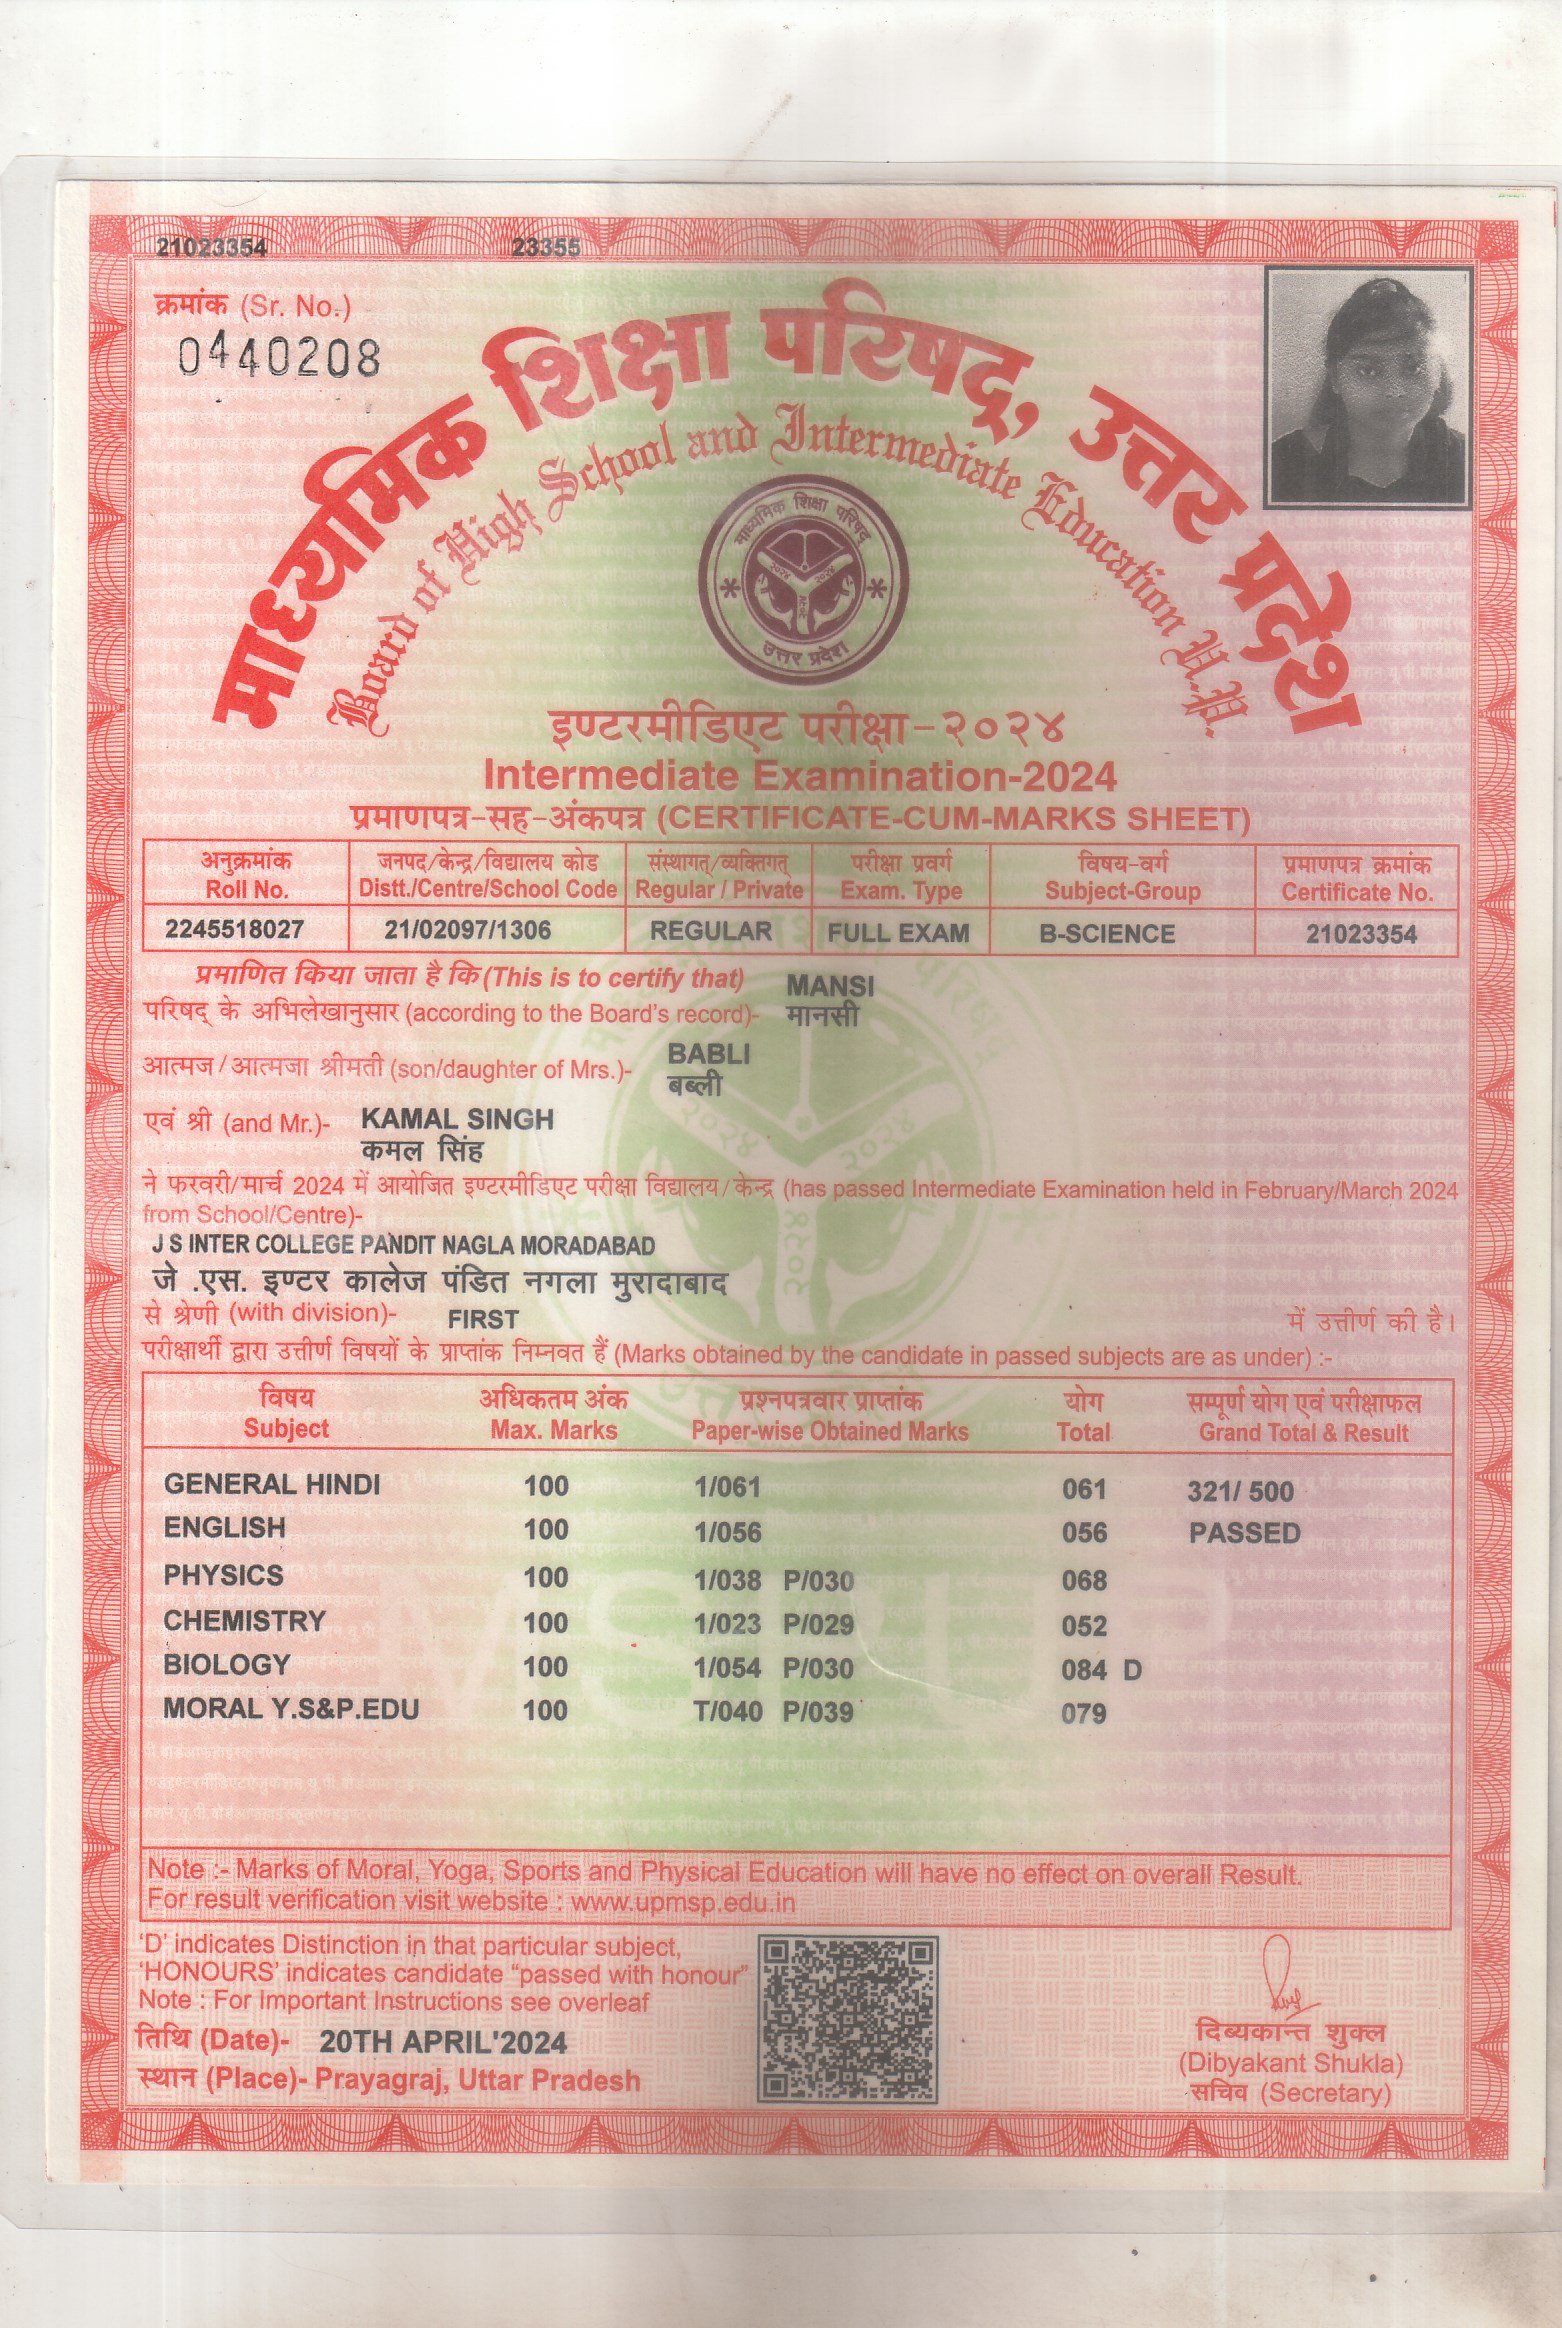 21023354 23355
क्रमांक (Sr. No.)
0440208
माध्यमिक शिक्षा परिषद्, उत्तर प्रदेश
Board of High School and Intermediate Education U.P.
माध्यमिक शिक्षा परिषद्
२०२४ २०२४
२०२४
उत्तर प्रदेश
इण्टरमीडिएट परीक्षा-२०२४
Intermediate Examination-2024
प्रमाणपत्र-सह-अंकपत्र (CERTIFICATE-CUM-MARKS SHEET)
अनुक्रमांक जनपद/केन्द्र/विद्यालय कोड संस्थागत्/व्यक्तिगत् परीक्षा प्रवर्ग विषय-वर्ग प्रमाणपत्र क्रमांक
Roll No. Distt./Centre/School Code Regular / Private Exam. Type Subject-Group Certificate No.
2245518027 21/02097/1306 REGULAR FULL EXAM B-SCIENCE 21023354
प्रमाणित किया जाता है कि (This is to certify that) MANSI
परिषद् के अभिलेखानुसार (according to the Board's record)- मानसी
आत्मज/आत्मजा श्रीमती (son/daughter of Mrs.)- BABLI
बब्ली
एवं श्री (and Mr.)- KAMAL SINGH
कमल सिंह
ने फरवरी/मार्च 2024 में आयोजित इण्टरमीडिएट परीक्षा विद्यालय/केन्द्र (has passed Intermediate Examination held in February/March 2024
from School/Centre)-
J S INTER COLLEGE PANDIT NAGLA MORADABAD
जे .एस. इण्टर कालेज पंडित नगला मुरादाबाद
से श्रेणी (with division)- FIRST में उत्तीर्ण की है।
परीक्षार्थी द्वारा उत्तीर्ण विषयों के प्राप्तांक निम्नवत हैं (Marks obtained by the candidate in passed subjects are as under) :-
विषय अधिकतम अंक प्रश्नपत्रवार प्राप्तांक योग सम्पूर्ण योग एवं परीक्षाफल
Subject Max. Marks Paper-wise Obtained Marks Total Grand Total & Result
GENERAL HINDI 100 1/061 061 321/ 500
ENGLISH 100 1/056 056 PASSED
PHYSICS 100 1/038 P/030 068
CHEMISTRY 100 1/023 P/029 052
BIOLOGY 100 1/054 P/030 084 D
MORAL Y.S&P.EDU 100 T/040 P/039 079
Note :- Marks of Moral, Yoga, Sports and Physical Education will have no effect on overall Result.
For result verification visit website : www.upmsp.edu.in
'D' indicates Distinction in that particular subject,
'HONOURS' indicates candidate "passed with honour"
Note : For Important Instructions see overleaf
तिथि (Date)- 20TH APRIL'2024
स्थान (Place)- Prayagraj, Uttar Pradesh
दिब्यकान्त शुक्ल
(Dibyakant Shukla)
सचिव (Secretary)